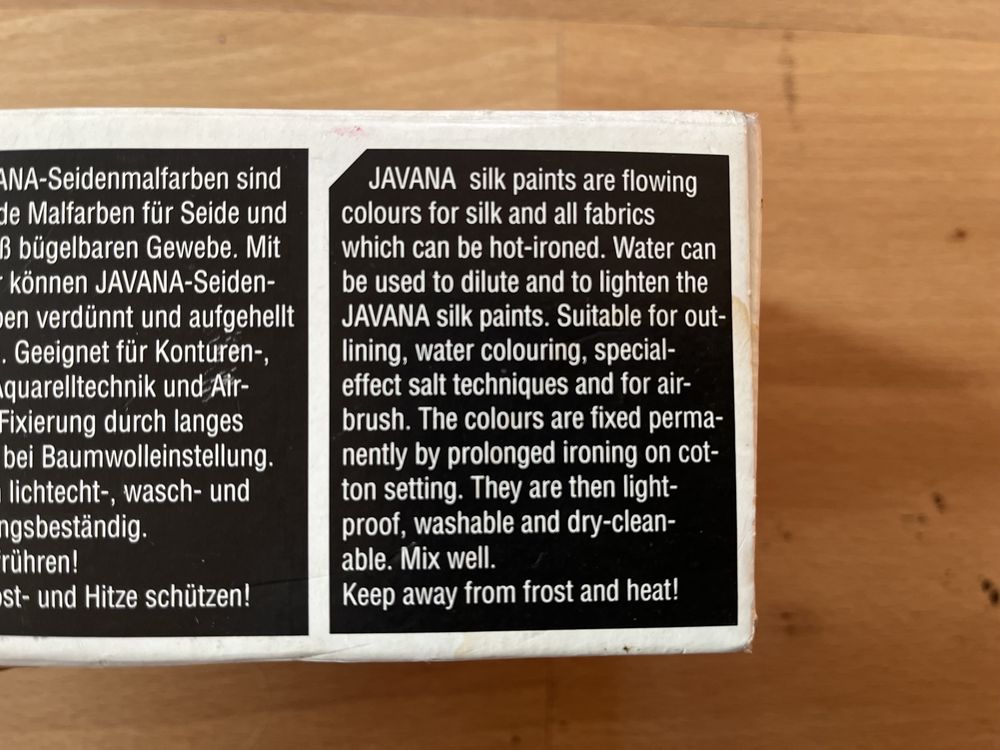 ANA-Seidenmalfarben sind
de Malfarben für Seide und
ß bügelbaren Gewebe. Mit
r können JAVANA-Seiden-
ben verdünnt und aufgehellt
. Geeignet für Konturen-,
Aquarelltechnik und Air-
Fixierung durch langes
bei Baumwolleinstellung.
lichtecht-, wasch- und
ngsbeständig.
frühren!
ost- und Hitze schützen!
JAVANA silk paints are flowing
colours for silk and all fabrics
which can be hot-ironed. Water can
be used to dilute and to lighten the
JAVANA silk paints. Suitable for out-
lining, water colouring, special-
effect salt techniques and for air-
brush. The colours are fixed perma-
nently by prolonged ironing on cot-
ton setting. They are then light-
proof, washable and dry-clean-
able. Mix well.
Keep away from frost and heat!